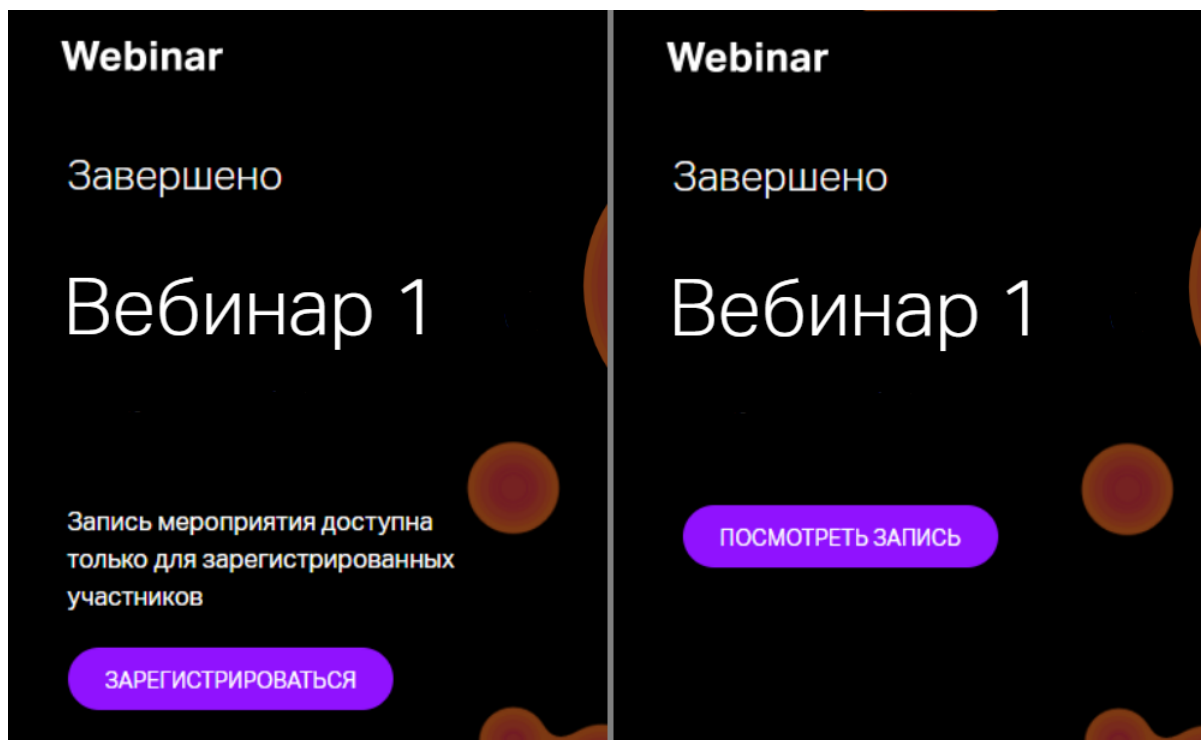 Webinar
Завершено
Вебинар 1
Запись мероприятия доступна
только для зарегистрированных
участников
ЗАРЕГИСТРИРОВАТЬСЯ
Webinar
Завершено
Вебинар 1
ПОСМОТРЕТЬ ЗАПИСЬ